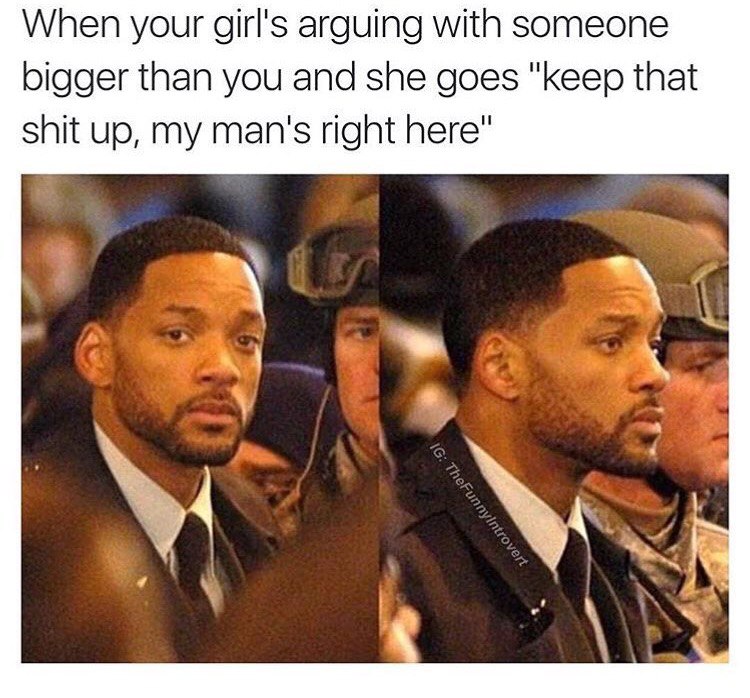 When your girl's arguing with someone
bigger than you and she goes "keep that
shit up, my man's right here"
IG: TheFunnyIntrovert